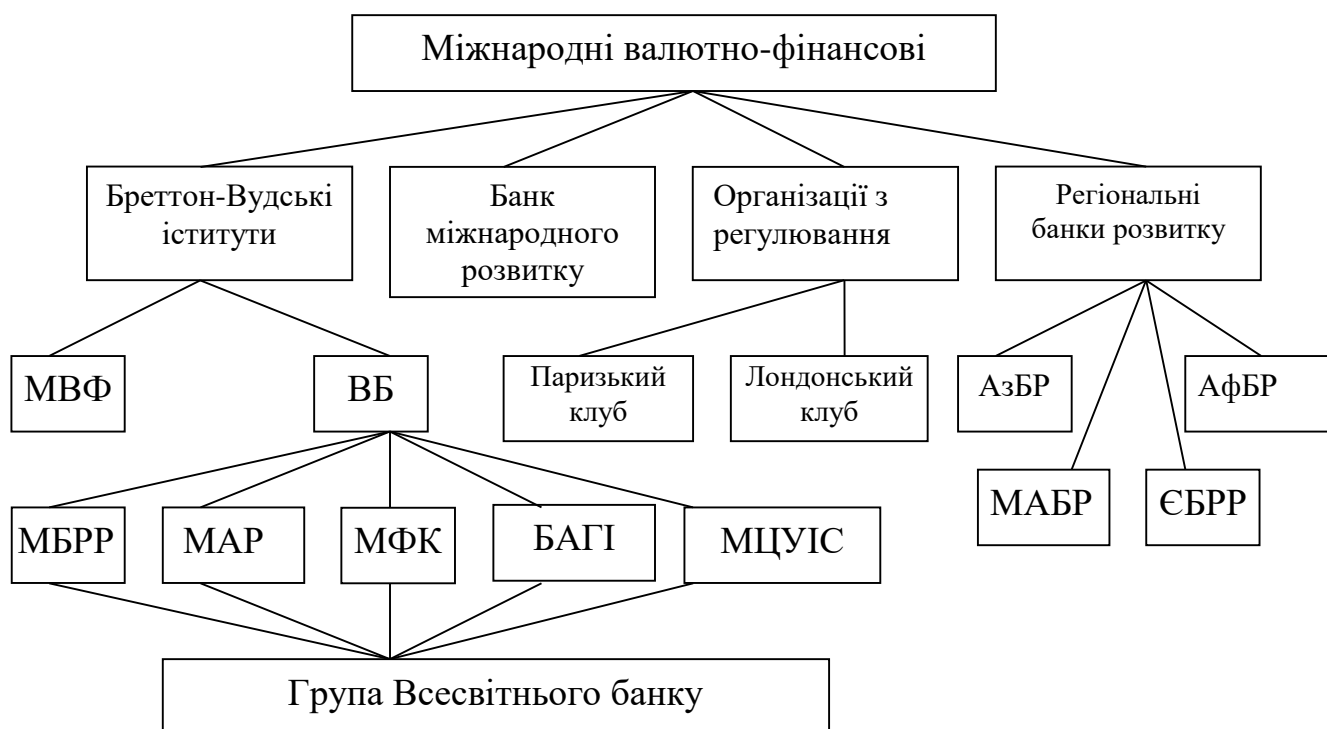 Міжнародні валютно-фінансові
Бреттон-Вудські
іститути
Банк
міжнародного
розвитку
Організації з
регулювання
Регіональні
банки розвитку
МВФ
ВБ
Паризький
клуб
Лондонський
клуб
АзБР
АфБР
МАБР
ЄБРР
МБРР
МАР
МФК
БАГІ
МЦУІС
Група Всесвітнього банку